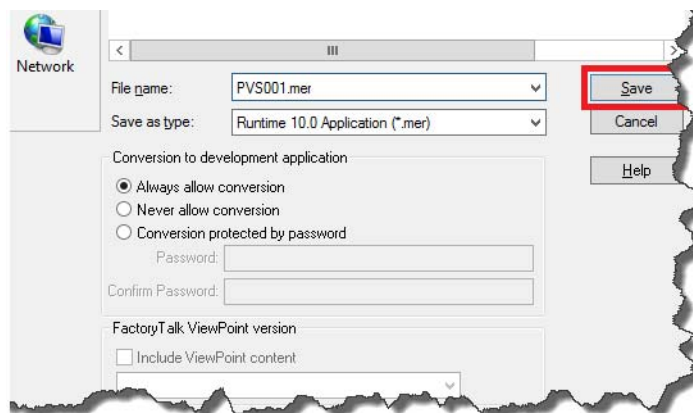 Network
File name:
PVS001.mer
Save
Save as type:
Runtime 10.0 Application (*.mer)
Cancel
Conversion to development application
Help
Always allow conversion
Never allow conversion
Conversion protected by password
Password:
Confirm Password:
FactoryTalk ViewPoint version
Include ViewPoint content